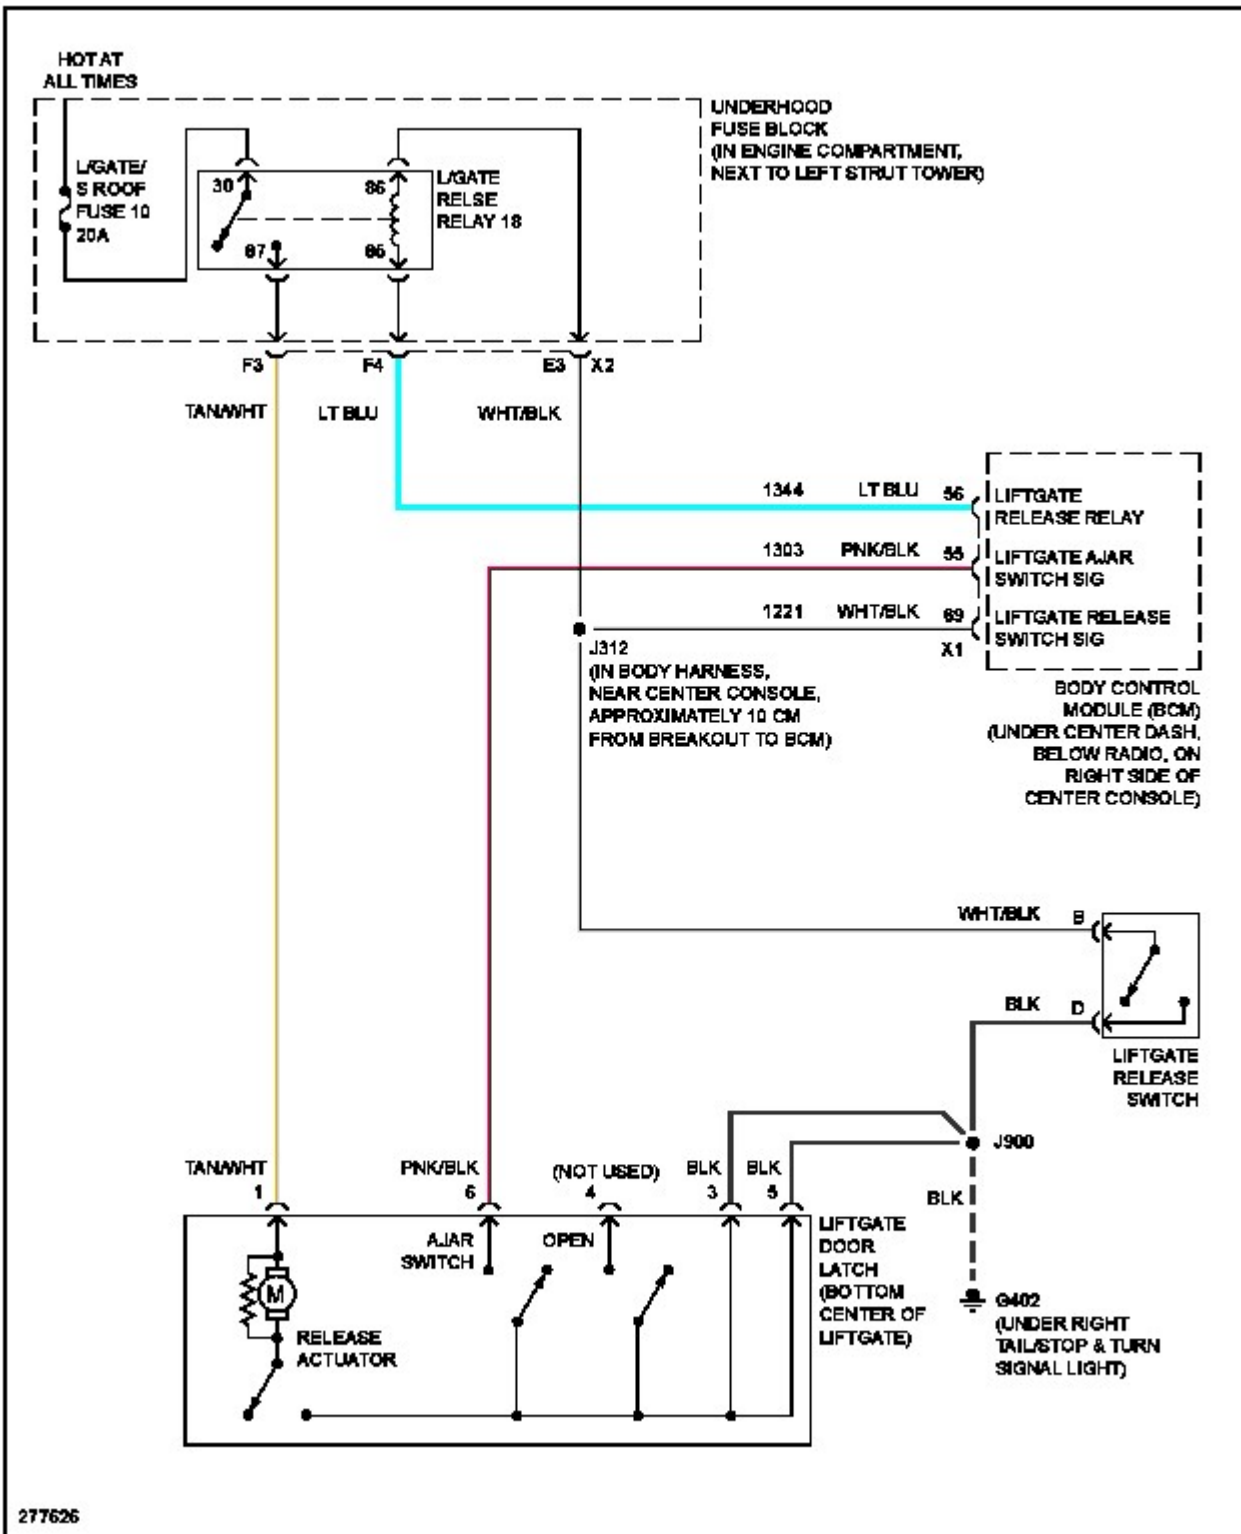 HOT AT
ALL TIMES
L/GATE/
S ROOF
FUSE 10
20A
30
86
87
85
L/GATE
RELSE
RELAY 18
UNDERHOOD
FUSE BLOCK
(IN ENGINE COMPARTMENT,
NEXT TO LEFT STRUT TOWER)
F3
F4
E3
X2
TAN/WHT
LT BLU
WHT/BLK
1344
LT BLU
56
LIFTGATE
RELEASE RELAY
1303
PNK/BLK
55
LIFTGATE AJAR
SWITCH SIG
1221
WHT/BLK
69
LIFTGATE RELEASE
SWITCH SIG
X1
J312
(IN BODY HARNESS,
NEAR CENTER CONSOLE,
APPROXIMATELY 10 CM
FROM BREAKOUT TO BCM)
BODY CONTROL
MODULE (BCM)
(UNDER CENTER DASH,
BELOW RADIO, ON
RIGHT SIDE OF
CENTER CONSOLE)
WHT/BLK
B
BLK
D
LIFTGATE
RELEASE
SWITCH
J900
BLK
TAN/WHT
1
PNK/BLK
6
(NOT USED)
4
BLK
3
BLK
5
AJAR
SWITCH
OPEN
M
RELEASE
ACTUATOR
LIFTGATE
DOOR
LATCH
(BOTTOM
CENTER OF
LIFTGATE)
G402
(UNDER RIGHT
TAIL/STOP & TURN
SIGNAL LIGHT)
277626